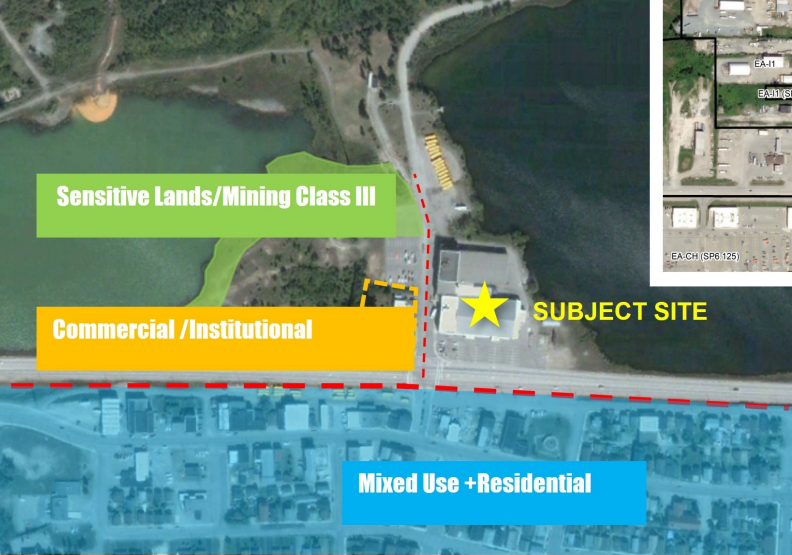 EA-I1
Sensitive Lands/Mining Class III
EA-CH (SP6.125)
SUBJECT SITE
Commercial /Institutional
Mixed Use +Residential